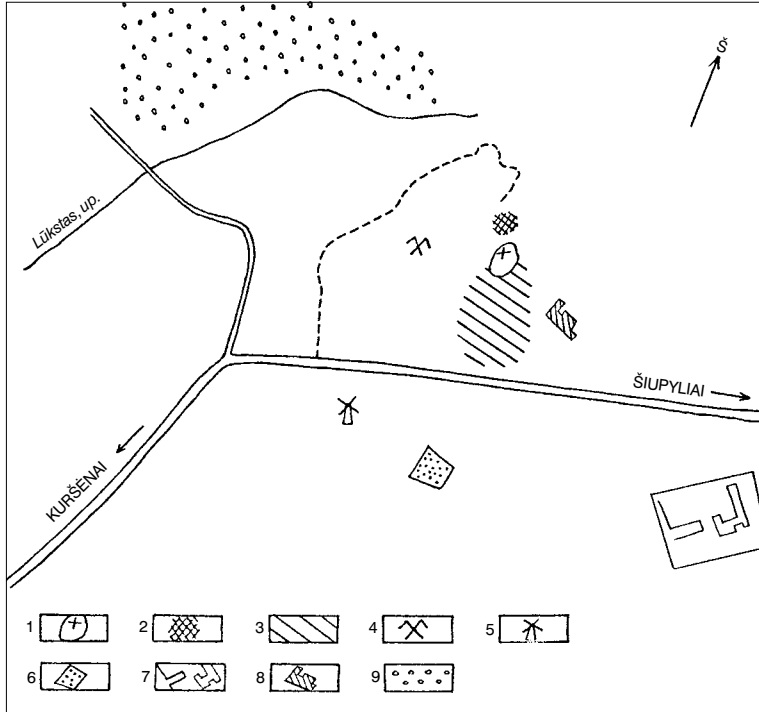 Š
Lūkstas, up.
ŠIUPYLIAI
KURŠĖNAI
1 2 3 4 5
6 7 8 9